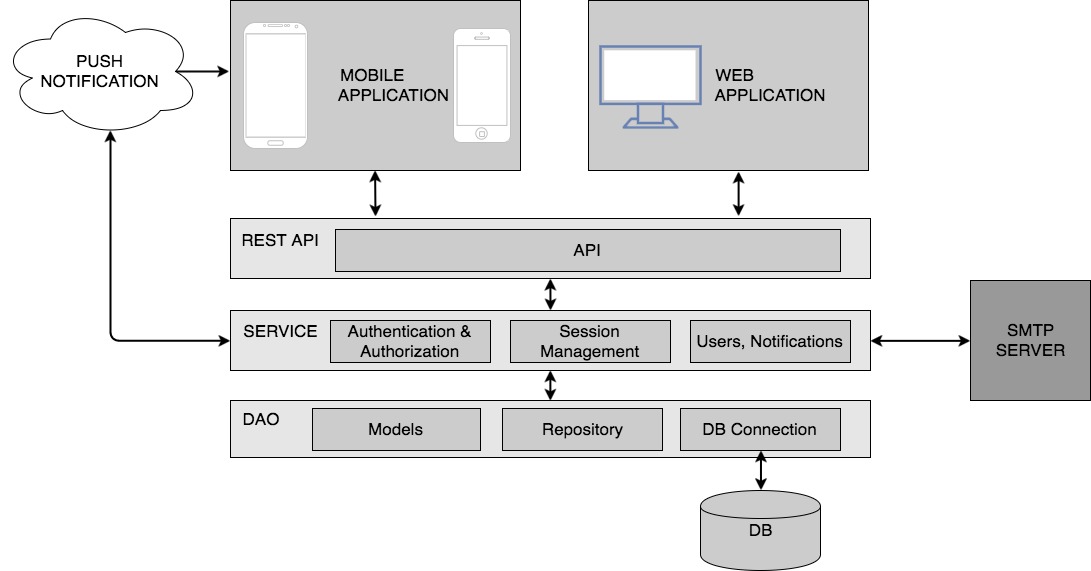 PUSH
NOTIFICATION
MOBILE
APPLICATION
WEB
APPLICATION
REST API
API
SERVICE
Authentication &
Authorization
Session
Management
Users, Notifications
SMTP
SERVER
DAO
Models
Repository
DB Connection
DB